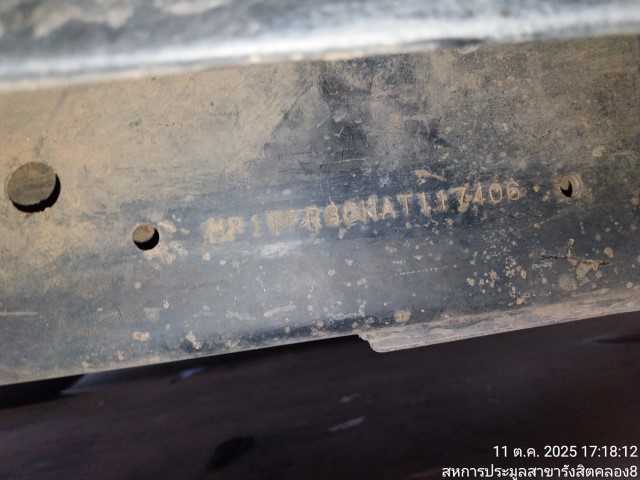 MP1TFR86NAT117406
11 ต.ค. 2025 17:18:12
สหการประมูลสาขารังสิตคลอง8